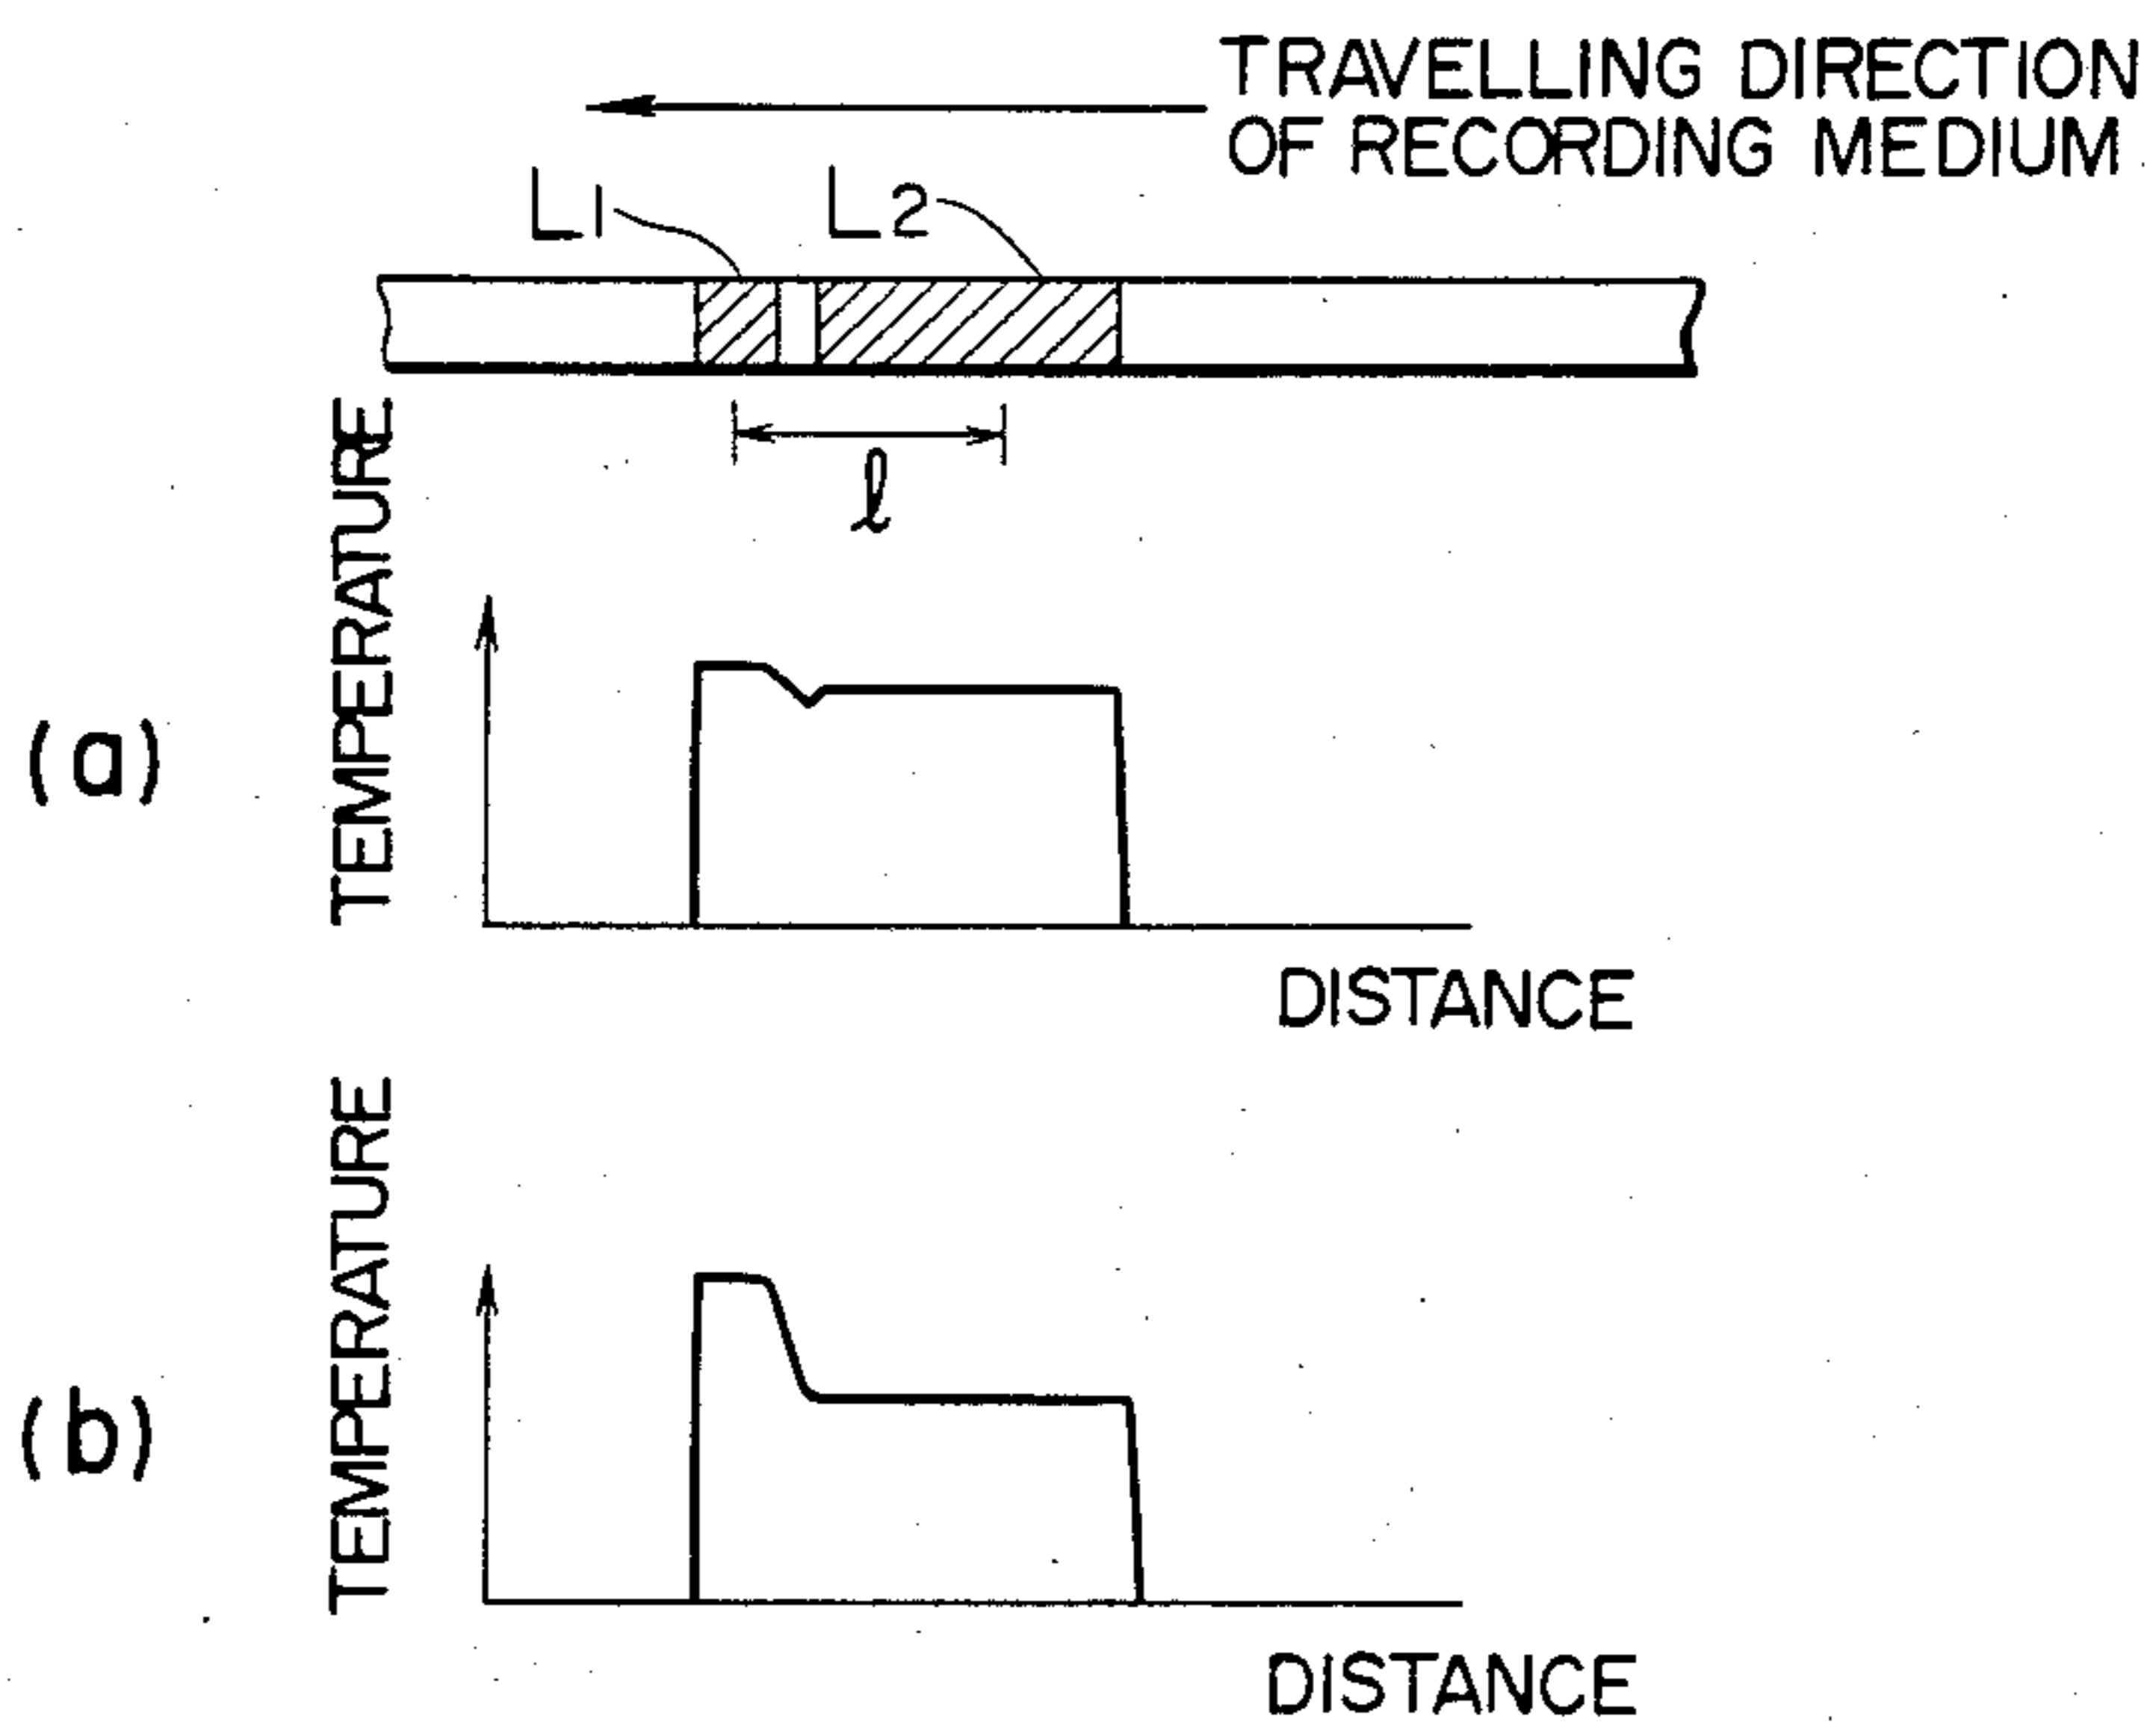 TRAVELLING DIRECTION
OF RECORDING MEDIUM
L1
L2
ℓ
(a)
TEMPERATURE
DISTANCE
(b)
TEMPERATURE
DISTANCE